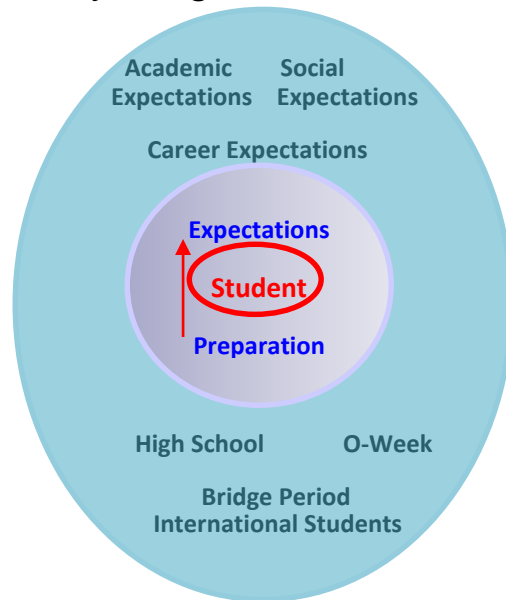 Academic Social
Expectations Expectations
Career Expectations
Expectations
Student
Preparation
High School O-Week
Bridge Period
International Students